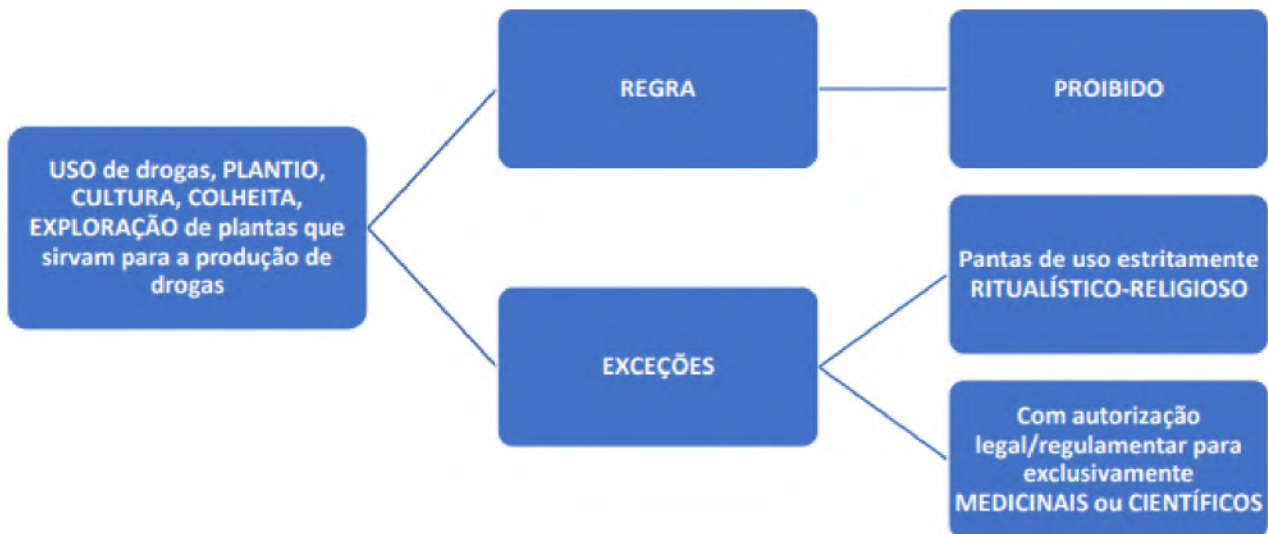 USO de drogas, PLANTIO,
CULTURA, COLHEITA,
EXPLORAÇÃO de plantas que
sirvam para a produção de
drogas
REGRA
PROIBIDO
EXCEÇÕES
Pantas de uso estritamente
RITUALÍSTICO-RELIGIOSO
Com autorização
legal/regulamentar para
exclusivamente
MEDICINAIS ou CIENTÍFICOS